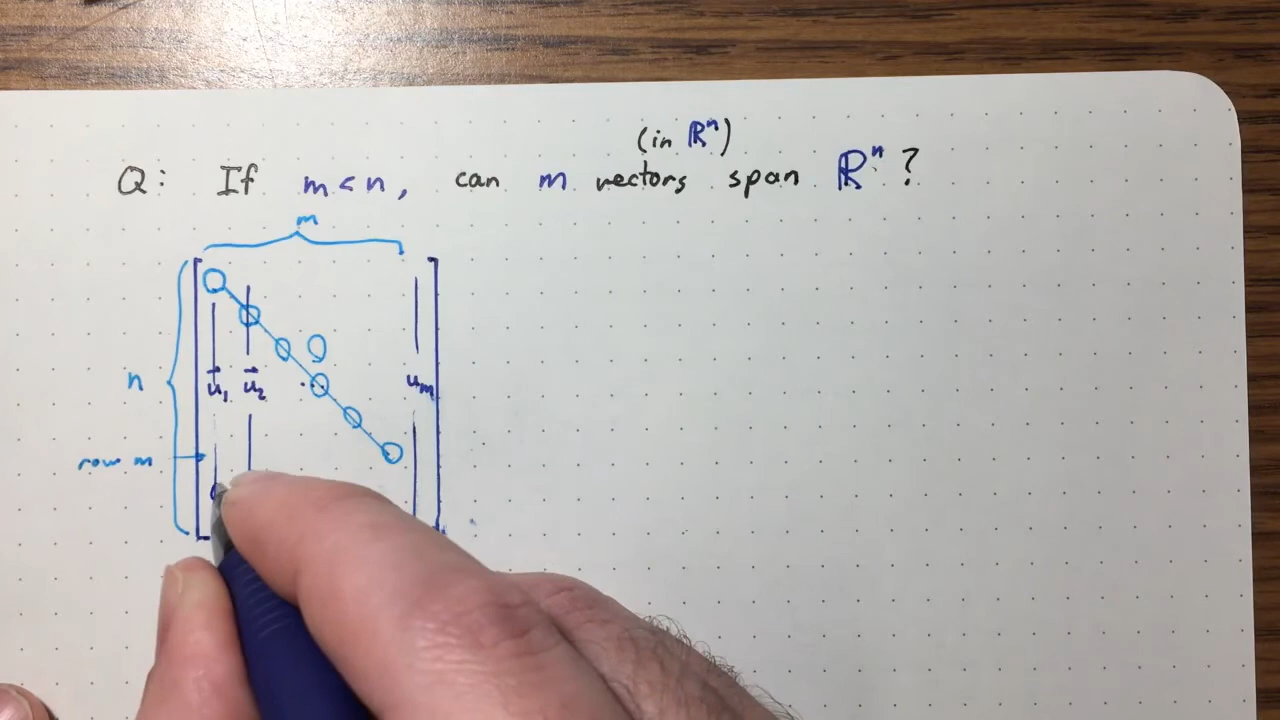 (in ℝⁿ)
Q: If m<n, can m vectors span ℝⁿ?
m
n
u⃗₁ u⃗₂ uₘ
row m